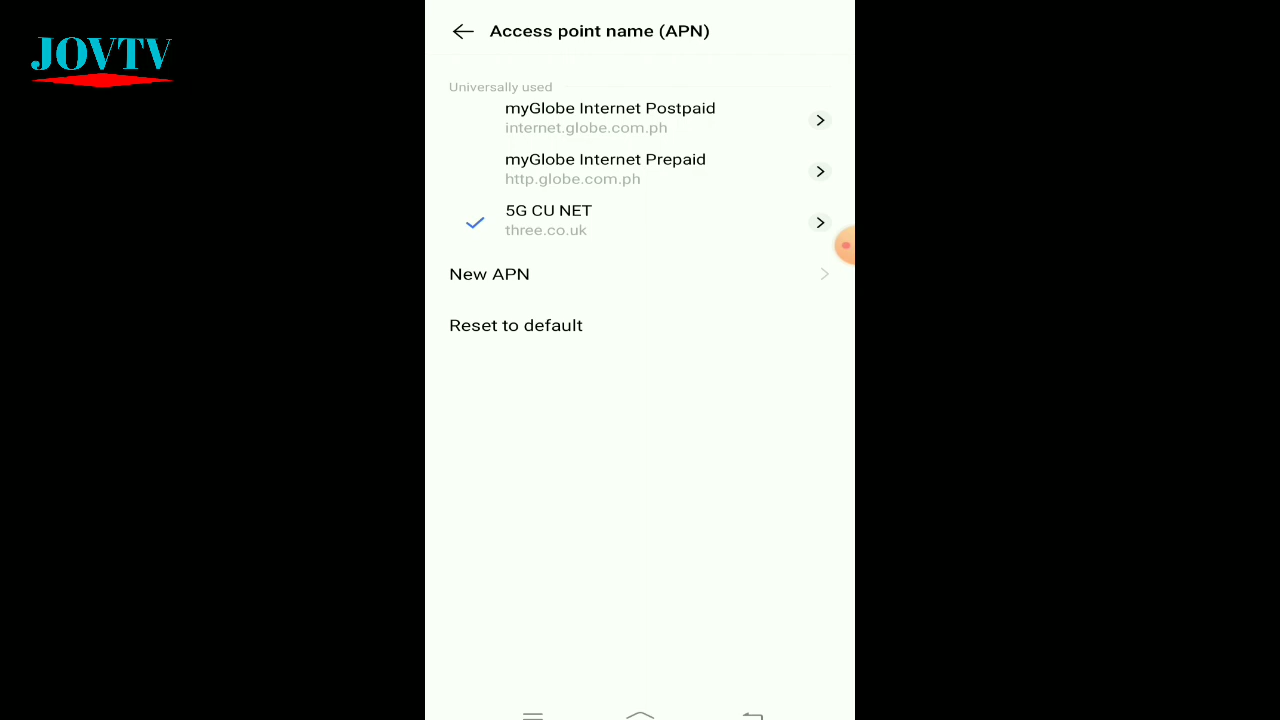 JOVTV
Access point name (APN)
Universally used
myGlobe Internet Postpaid
internet.globe.com.ph
myGlobe Internet Prepaid
http.globe.com.ph
5G CU NET
three.co.uk
New APN
Reset to default